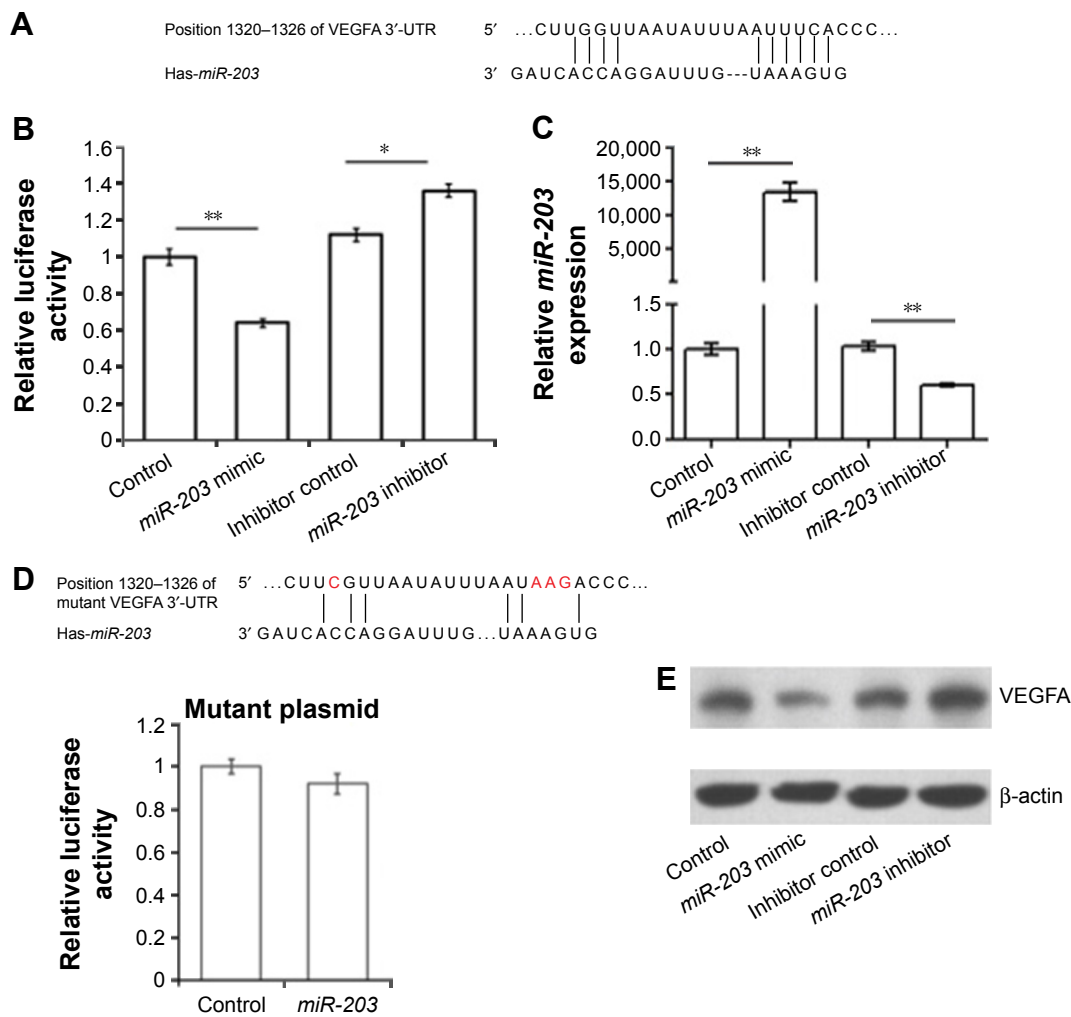 A
Position 1320–1326 of VEGFA 3′-UTR 5′ ...CUUGGUUAAUAUUUAAUUUCACCC...
Has-miR-203 3′ GAUCACCAGGAUUUG---UAAAGUG
B
Relative luciferase activity
1.6
1.4
1.2
1
0.8
0.6
0.4
0.2
0
**
*
Control
miR-203 mimic
Inhibitor control
miR-203 inhibitor
C
Relative miR-203 expression
20,000
15,000
10,000
5,000
1.5
1.0
0.5
0.0
**
**
Control
miR-203 mimic
Inhibitor control
miR-203 inhibitor
D
Position 1320–1326 of
mutant VEGFA 3′-UTR
5′ ...CUUCGUUAAUAUUUAAUAAGACCC...
Has-miR-203 3′ GAUCACCAGGAUUUG...UAAAGUG
Mutant plasmid
Relative luciferase activity
1.2
1
0.8
0.6
0.4
0.2
0
Control
miR-203
E
VEGFA
β-actin
Control
miR-203 mimic
Inhibitor control
miR-203 inhibitor